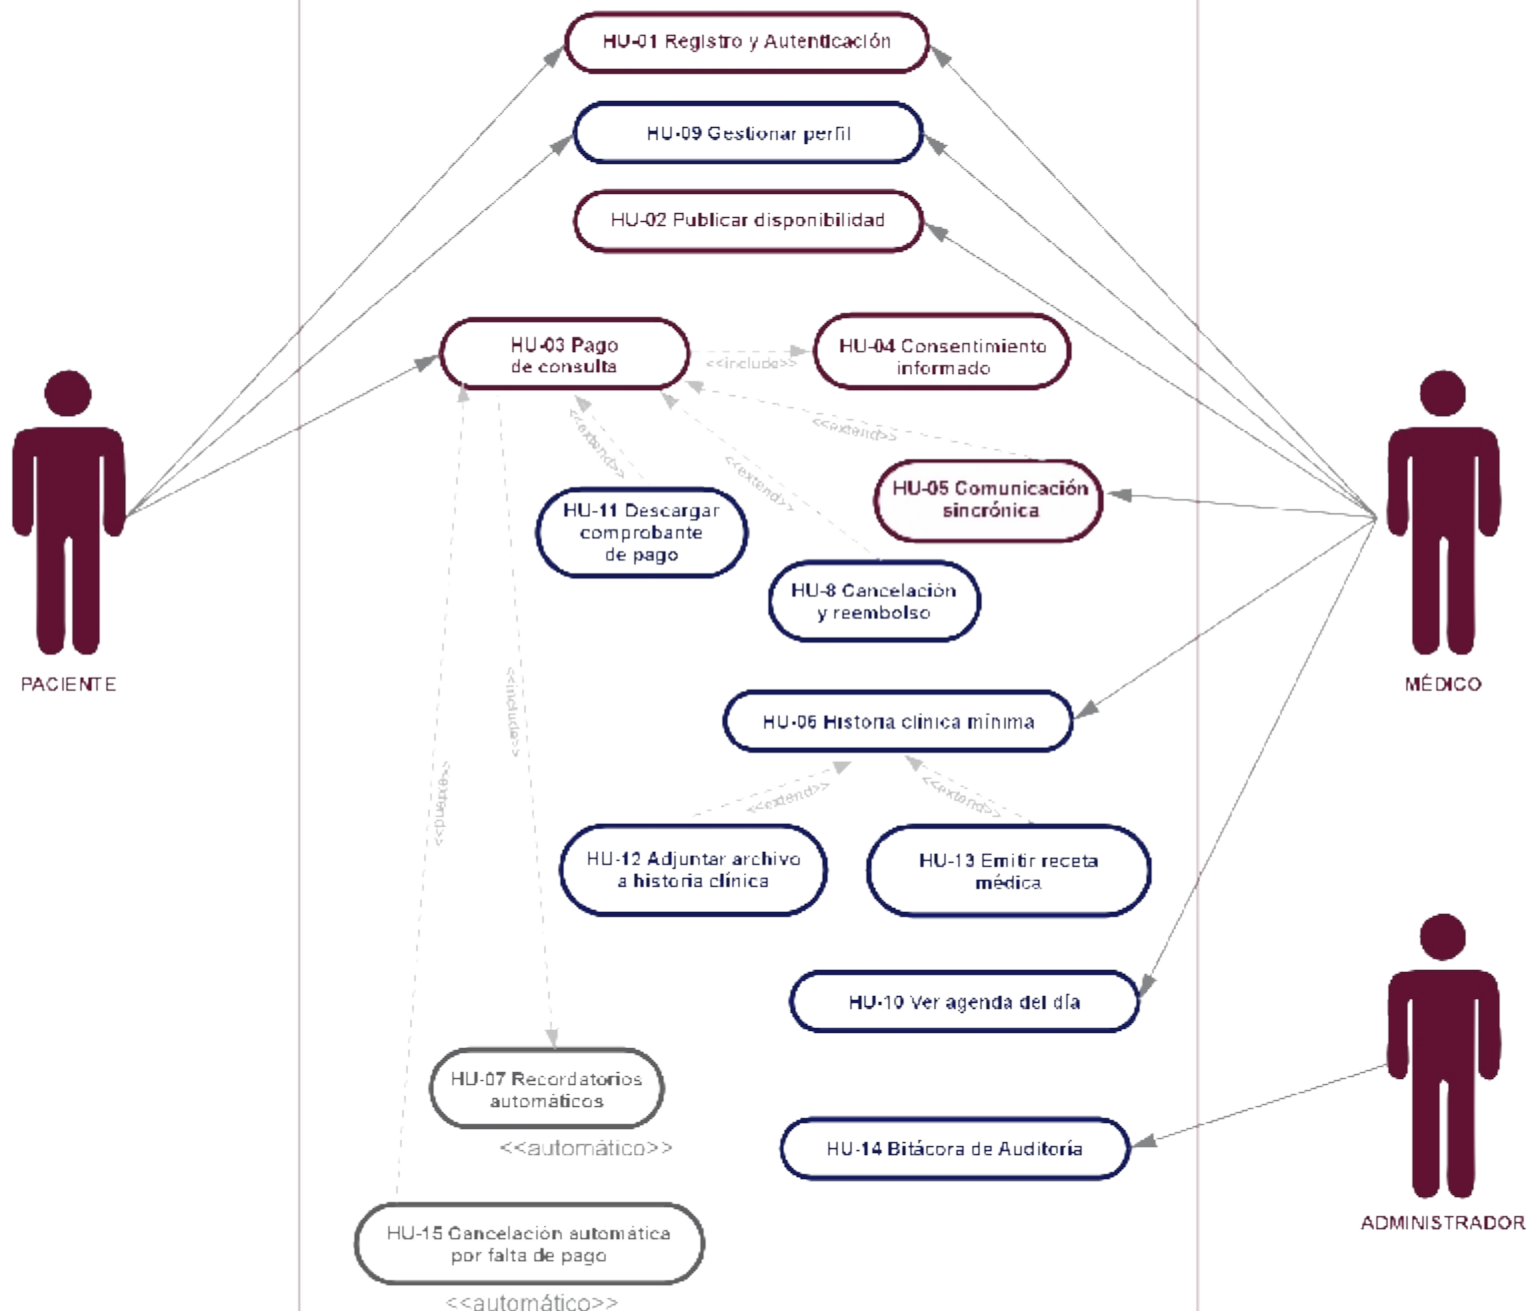 HU-01 Registro y Autenticación
HU-09 Gestionar perfil
HU-02 Publicar disponibilidad
HU-03 Pago
de consulta
<<include>>
HU-04 Consentimiento
informado
<<extend>>
<<extend>>
<<extend>>
HU-05 Comunicación
sincrónica
HU-11 Descargar
comprobante
de pago
HU-8 Cancelación
y reembolso
PACIENTE
MÉDICO
<<include>>
HU-06 Historia clínica mínima
<<extend>>
<<extend>>
<<extend>>
HU-12 Adjuntar archivo
a historia clínica
HU-13 Emitir receta
médica
HU-10 Ver agenda del día
HU-07 Recordatorios
automáticos
<<automático>>
HU-14 Bitácora de Auditoría
ADMINISTRADOR
HU-15 Cancelación automática
por falta de pago
<<automático>>